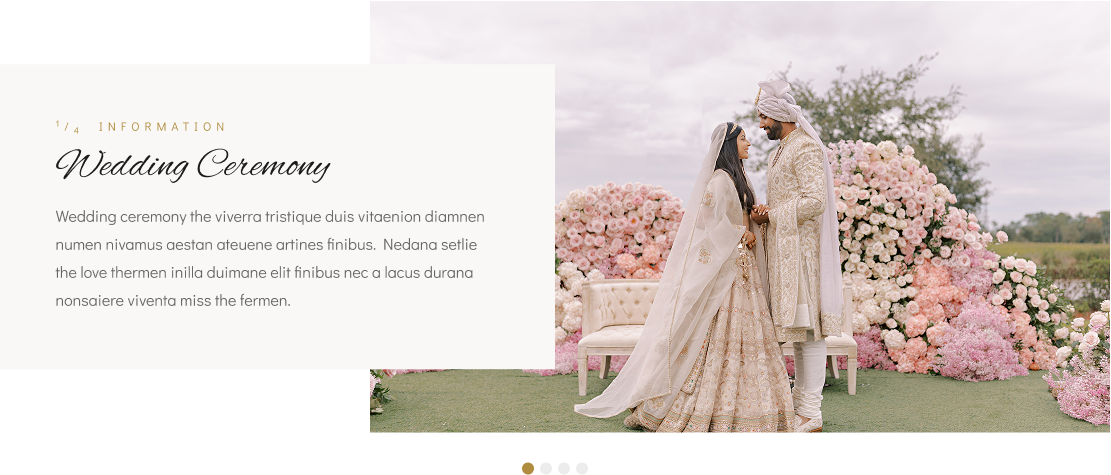 1/4 INFORMATION
Wedding Ceremony
Wedding ceremony the viverra tristique duis vitaenion diamnen
numen nivamus aestan ateuene artines finibus. Nedana setlie
the love thermen inilla duimane elit finibus nec a lacus durana
nonsaiere viventa miss the fermen.